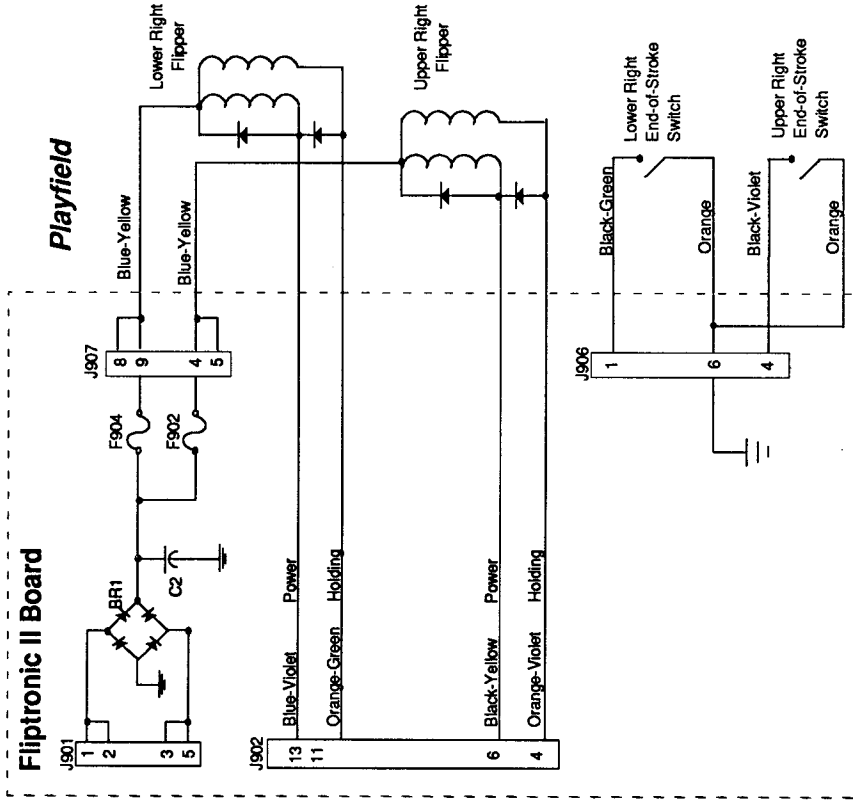 Fliptronic II Board
Playfield
J901
1
2
3
5
BR1
C2
F904
F902
J907
8
9
4
5
Blue-Yellow
Blue-Yellow
Lower Right
Flipper
Upper Right
Flipper
J902
13
11
6
4
Blue-Violet
Power
Orange-Green
Holding
Black-Yellow
Power
Orange-Violet
Holding
J906
1
6
4
Black-Green
Orange
Black-Violet
Orange
Lower Right
End-of-Stroke
Switch
Upper Right
End-of-Stroke
Switch